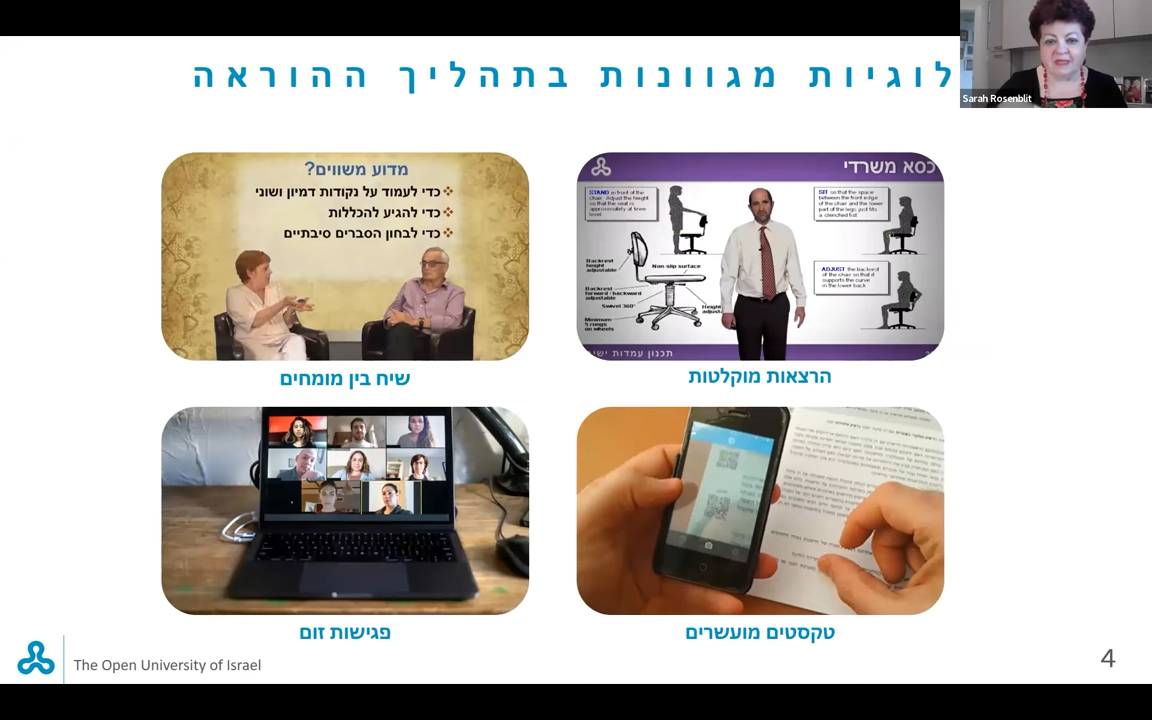 לוגיות מגוונות בתהליך ההוראה
Sarah Rosenblit
כסא משרדי
STAND in front of the
chair. Adjust the height
so that the seat is
approximately at knee
level
SIT so that the space
between the front edge
of the chair and the lower
part of the legs just fits
a clenched fist
Backrest
height
adjustable
Non slip surface
ADJUST the backrest
of the chair so that it
supports the curve
in the lower back
Backrest
forward / backward
adjustable
Swivel 360°
Height
Minimum
on wheels
תכנון עמדות
הרצאות מוקלטות
מדוע משווים?
כדי לעמוד על נקודות דמיון ושוני
כדי להגיע להכללות
כדי לבחון הסברים סיבתיים
שיח בין מומחים
טקסטים מועשרים
פגישות זום
The Open University of Israel
4